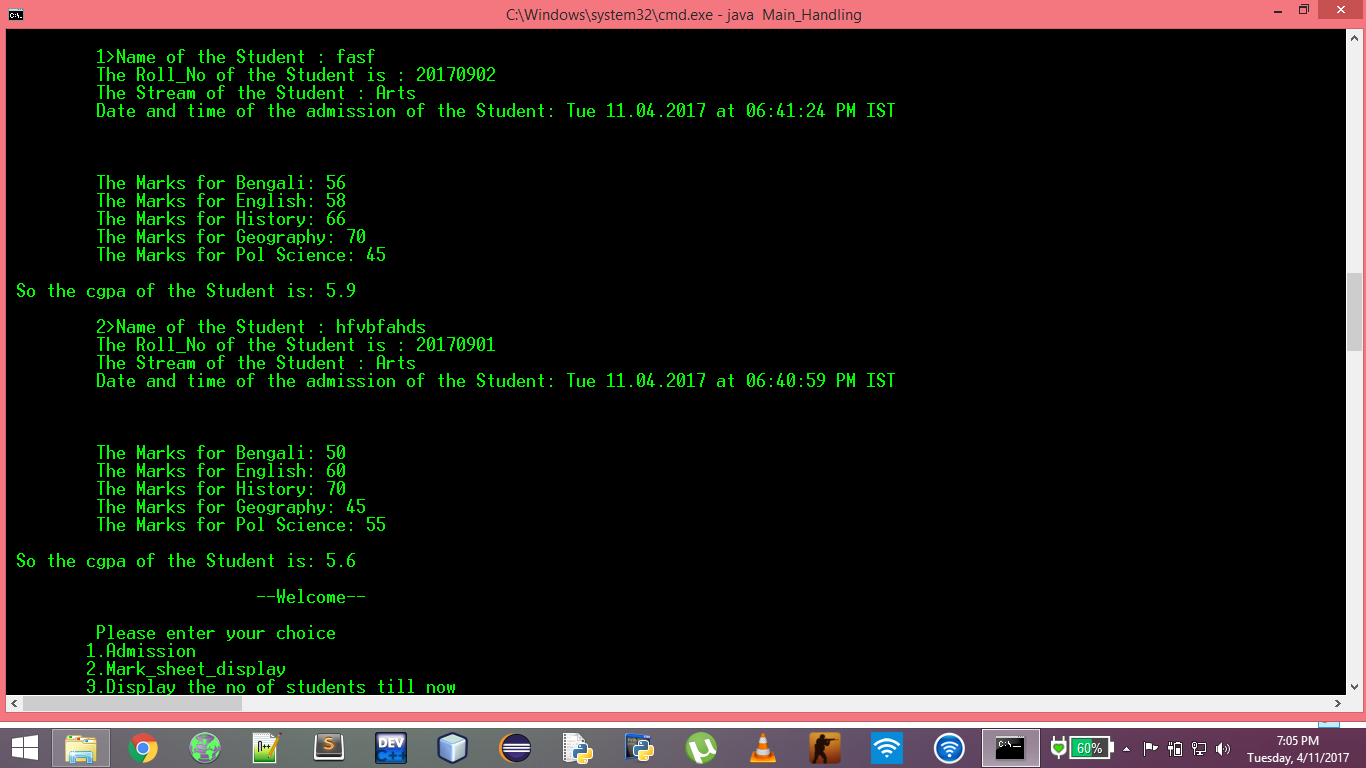 C:\Windows\system32\cmd.exe - java  Main_Handling
1>Name of the Student : fasf
The Roll_No of the Student is : 20170902
The Stream of the Student : Arts
Date and time of the admission of the Student: Tue 11.04.2017 at 06:41:24 PM IST
The Marks for Bengali: 56
The Marks for English: 58
The Marks for History: 66
The Marks for Geography: 70
The Marks for Pol Science: 45
So the cgpa of the Student is: 5.9
2>Name of the Student : hfvbfahds
The Roll_No of the Student is : 20170901
The Stream of the Student : Arts
Date and time of the admission of the Student: Tue 11.04.2017 at 06:40:59 PM IST
The Marks for Bengali: 50
The Marks for English: 60
The Marks for History: 70
The Marks for Geography: 45
The Marks for Pol Science: 55
So the cgpa of the Student is: 5.6
--Welcome--
Please enter your choice
1.Admission
2.Mark_sheet_display
3.Display the no of students till now
DEV
C++
C:\.
60%
7:05 PM
Tuesday, 4/11/2017